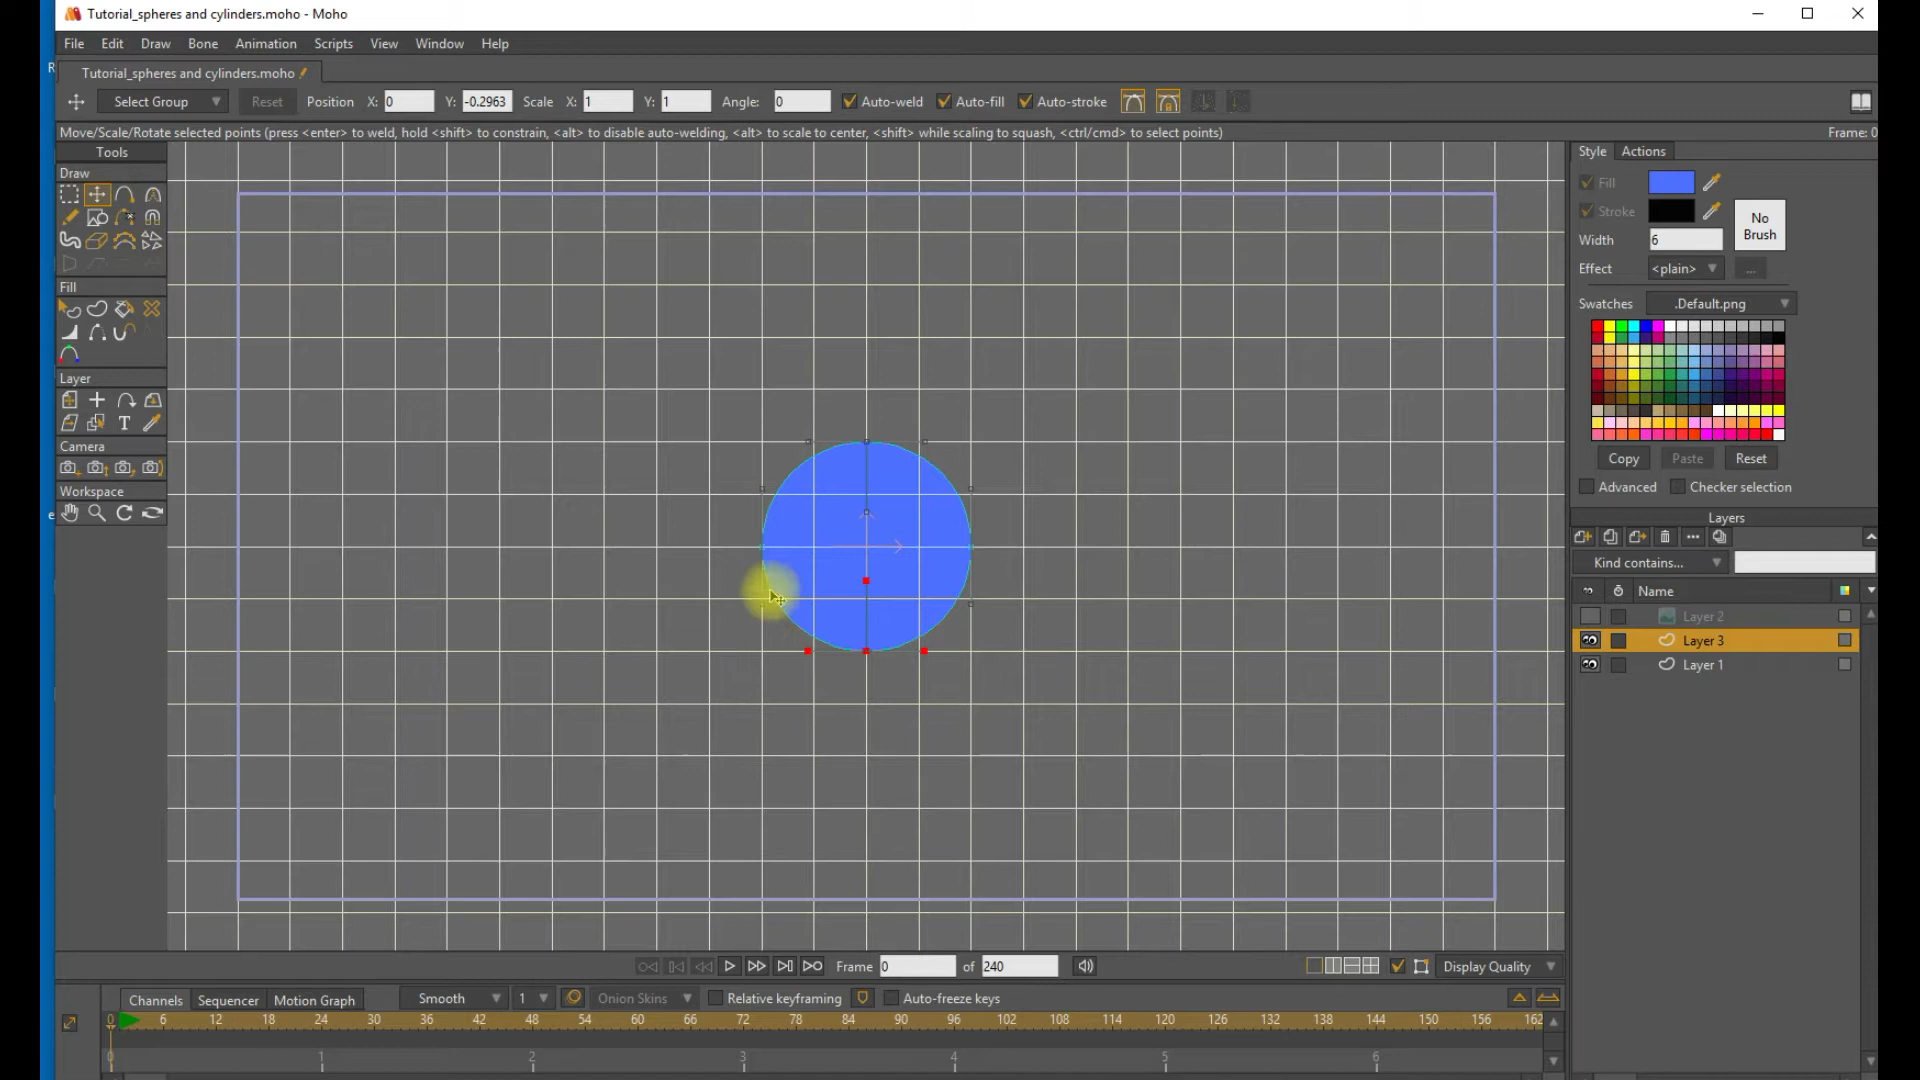 Tutorial_spheres and cylinders.moho - Moho
File Edit Draw Bone Animation Scripts View Window Help
R
Tutorial_spheres and cylinders.moho
Select Group Reset Position X: 0 Y: -0.2963 Scale X: 1 Y: 1 Angle: 0 Auto-weld Auto-fill Auto-stroke
Move/Scale/Rotate selected points (press <enter> to weld, hold <shift> to constrain, <alt> to disable auto-welding, <alt> to scale to center, <shift> while scaling to squash, <ctrl/cmd> to select points) Frame: 0
Tools
Draw
Fill
Layer
T
Camera
Workspace
e
Style Actions
Fill
Stroke
No
Brush
Width 6
Effect <plain> ...
Swatches .Default.png
Copy Paste Reset
Advanced Checker selection
Layers
Kind contains...
Name
Layer 2
Layer 3
Layer 1
Frame 0 of 240 Display Quality
Channels Sequencer Motion Graph Smooth 1 Onion Skins Relative keyframing Auto-freeze keys
0 6 12 18 24 30 36 42 48 54 60 66 72 78 84 90 96 102 108 114 120 126 132 138 144 150 156 162
0 1 2 3 4 5 6